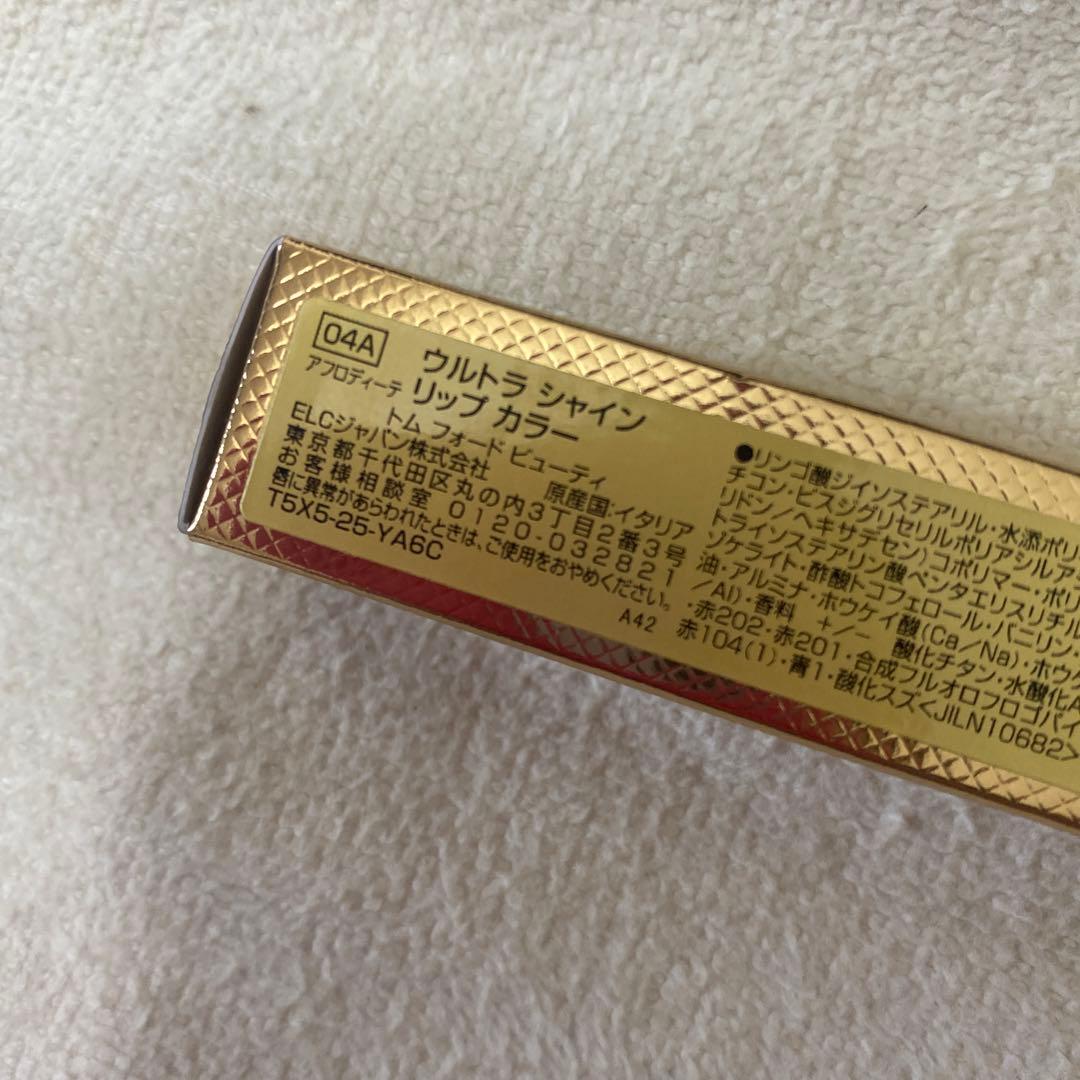 04A
アフロディーテ
ウルトラ シャイン
リップ カラー
トム フォード ビューティ
ELCジャパン株式会社 原産国:イタリア
東京都千代田区丸の内3丁目2番3号
お客様相談室 0120-032821
唇に異常があらわれたときは、ご使用をおやめください。
T5X5-25-YA6C
A42
●リンゴ酸ジイソステアリル・水添ポリ
チコン・ビスジグリセリルポリアシルア
リドン/ヘキサデセン)コポリマー・ポリ
トライソステアリン酸ペンタエリスリチル
ゾケライト・酢酸トコフェロール・バニリン・
油・アルミナ・ホウケイ酸(Ca/Na)・ホウケ
/Al)・香料 +/- 酸化チタン・水酸化A
・赤202・赤201・合成フルオロフロゴパイ
赤104(1)・青1・酸化スズ<JILN10682>